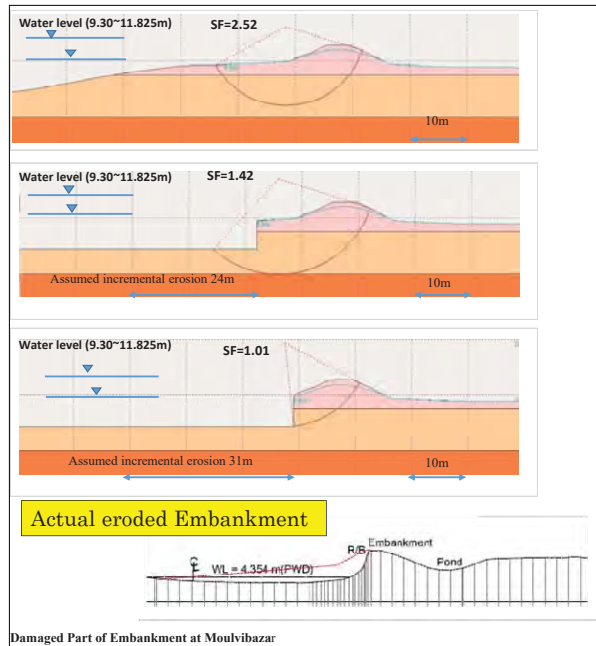 Water level (9.30~11.825m)
SF=2.52
10m
Water level (9.30~11.825m)
SF=1.42
Assumed incremental erosion 24m
10m
Water level (9.30~11.825m)
SF=1.01
Assumed incremental erosion 31m
10m
Actual eroded Embankment
R/B
Embankment
WL = 4.354 m(PWD)
Pond
Damaged Part of Embankment at Moulvibazar